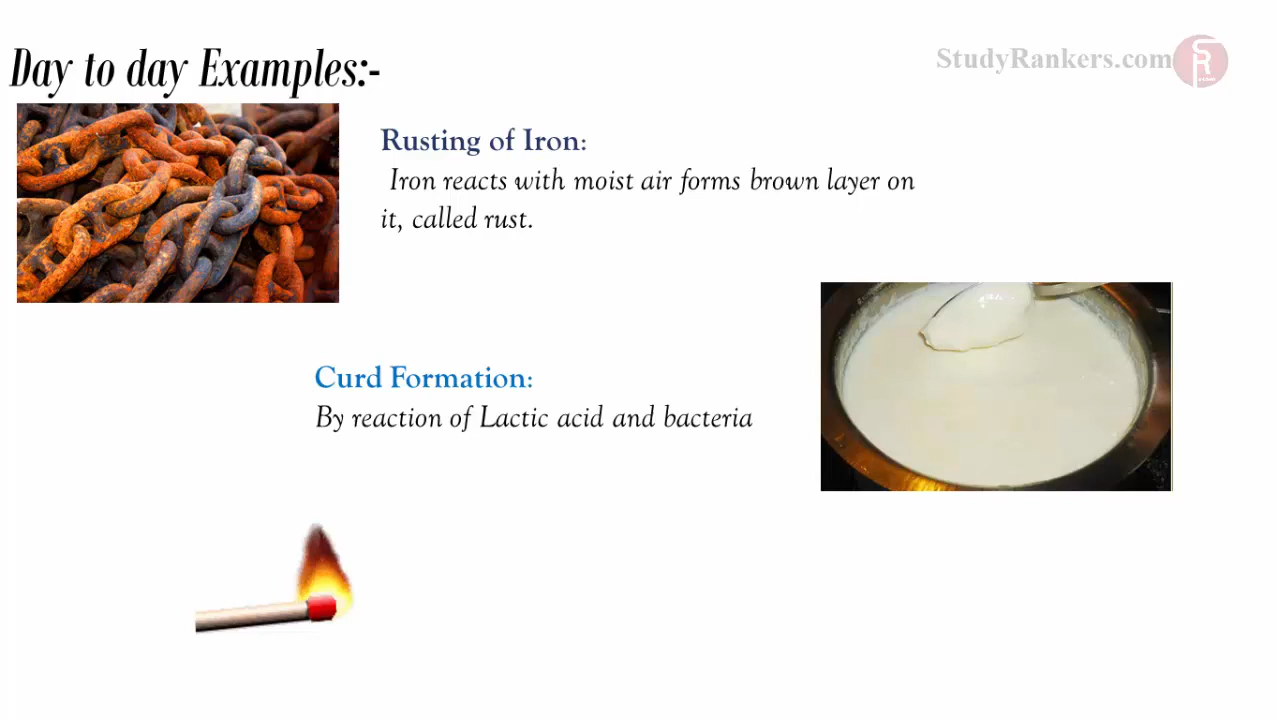 Day to day Examples:-
StudyRankers.com
SR
Rusting of Iron:
Iron reacts with moist air forms brown layer on
it, called rust.
Curd Formation:
By reaction of Lactic acid and bacteria